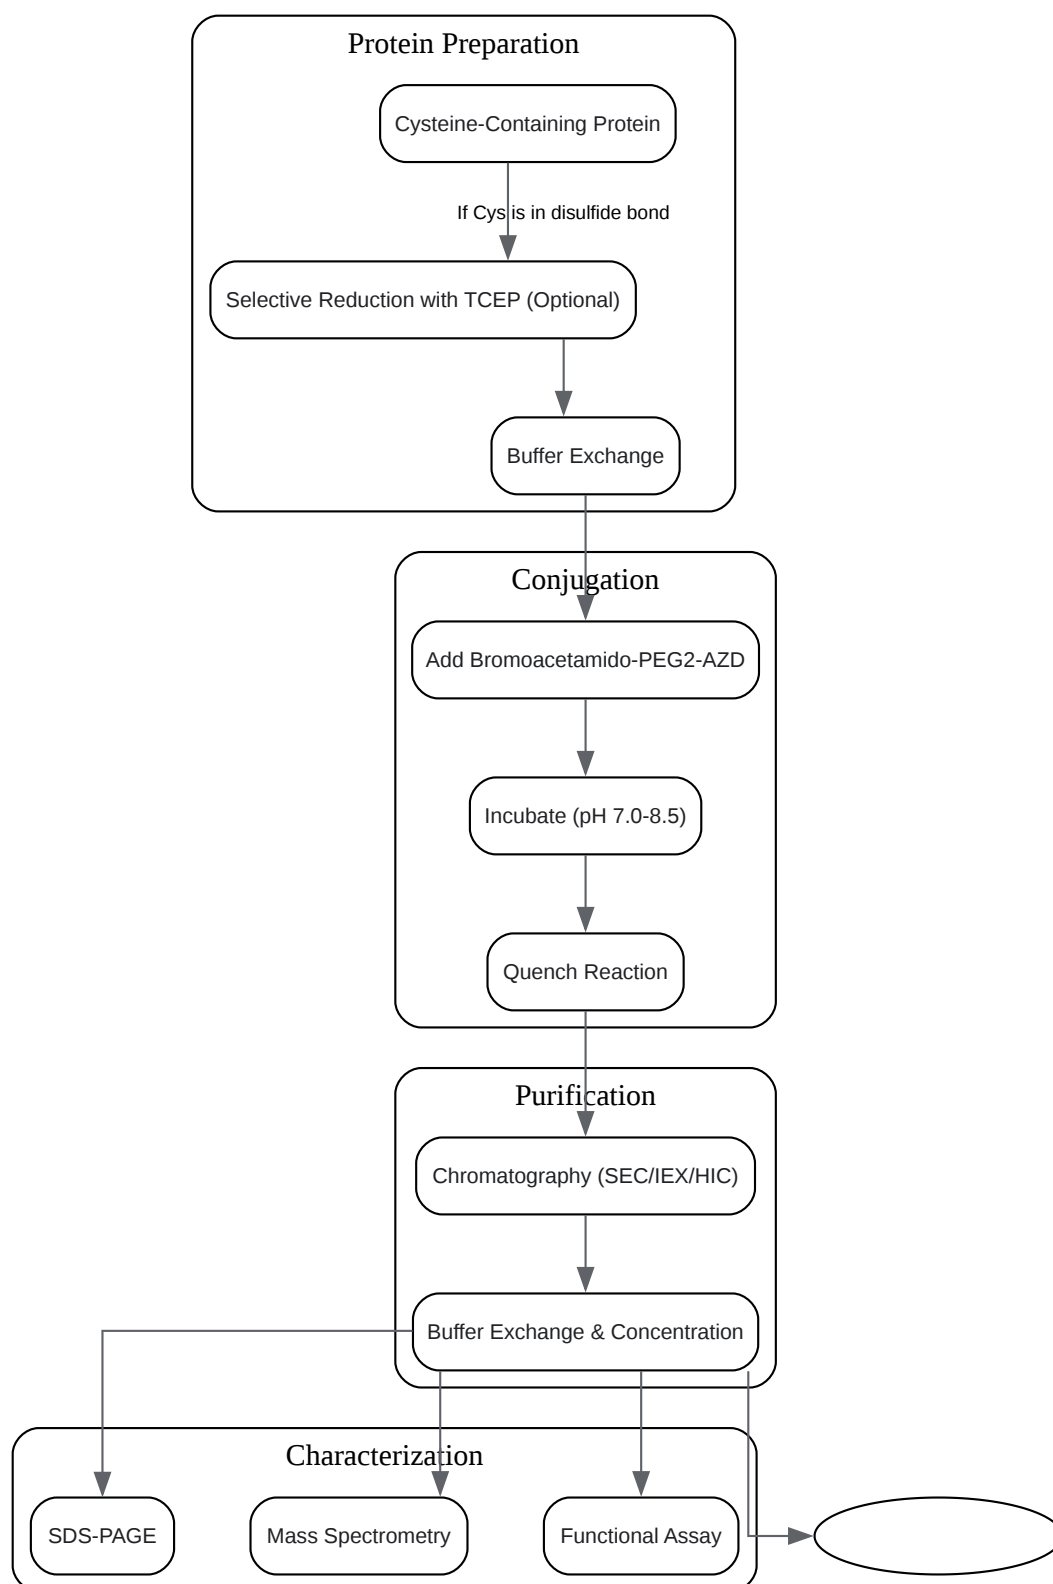 Protein Preparation
Cysteine-Containing Protein
If Cys is in disulfide bond
Selective Reduction with TCEP (Optional)
Buffer Exchange
Conjugation
Add Bromoacetamido-PEG2-AZD
Incubate (pH 7.0-8.5)
Quench Reaction
Purification
Chromatography (SEC/IEX/HIC)
Buffer Exchange & Concentration
Characterization
SDS-PAGE
Mass Spectrometry
Functional Assay